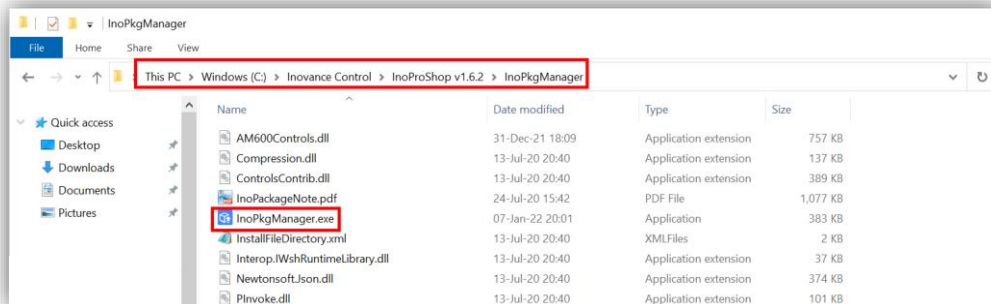 InoPkgManager
File Home Share View
This PC > Windows (C:) > Inovance Control > InoProShop v1.6.2 > InoPkgManager
Quick access
Desktop
Downloads
Documents
Pictures
Name Date modified Type Size
AM600Controls.dll 31-Dec-21 18:09 Application extension 757 KB
Compression.dll 13-Jul-20 20:40 Application extension 137 KB
ControlsContrib.dll 13-Jul-20 20:40 Application extension 389 KB
InoPackageNote.pdf 24-Jul-20 15:42 PDF File 1,077 KB
InoPkgManager.exe 07-Jan-22 20:01 Application 383 KB
InstallFileDirectory.xml 13-Jul-20 20:40 XMLFiles 2 KB
Interop.IWshRuntimeLibrary.dll 13-Jul-20 20:40 Application extension 37 KB
Newtonsoft.Json.dll 13-Jul-20 20:40 Application extension 374 KB
PInvoke.dll 13-Jul-20 20:40 Application extension 101 KB